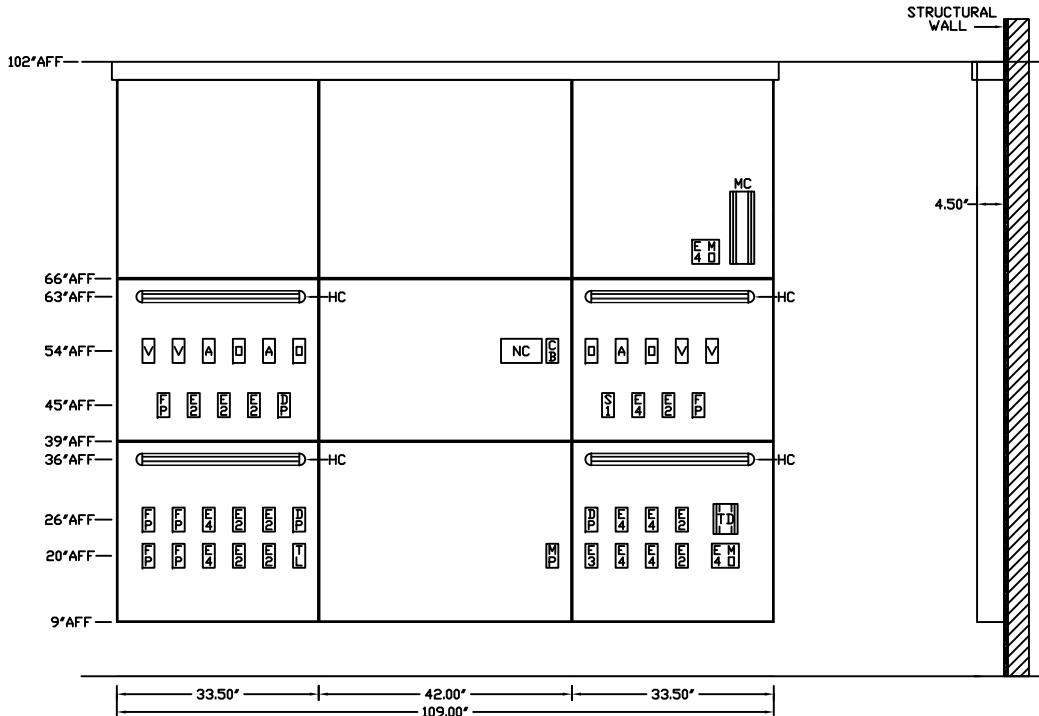 STRUCTURAL
WALL
102"AFF
MC
4.50"
E M
4 O
66"AFF
63"AFF
HC
HC
54"AFF
V V A O A O
NC
C
B
O A O V V
45"AFF
F E E E D
P 2 2 2 P
S E E F
1 4 2 P
39"AFF
36"AFF
HC
HC
26"AFF
F F E E E D
P P 4 2 2 P
D E E E
P 4 4 2
TD
20"AFF
F F E E E T
P P 4 2 2 L
M
P
E E E E E M
3 4 4 2 4 O
9"AFF
33.50"
42.00"
33.50"
109.00"